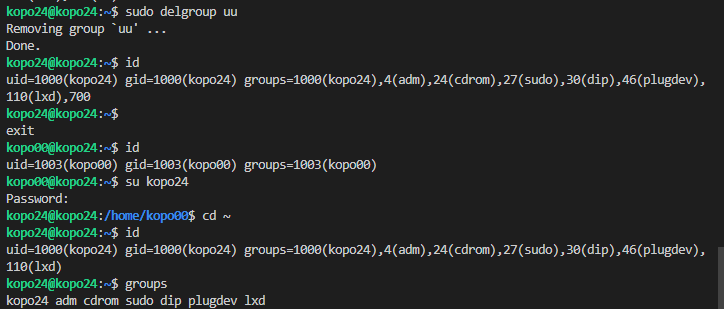 kopo24@kopo24:~$ sudo delgroup uu
Removing group `uu' ...
Done.
kopo24@kopo24:~$ id
uid=1000(kopo24) gid=1000(kopo24) groups=1000(kopo24),4(adm),24(cdrom),27(sudo),30(dip),46(plugdev),
110(lxd),700
kopo24@kopo24:~$
exit
kopo00@kopo24:~$ id
uid=1003(kopo00) gid=1003(kopo00) groups=1003(kopo00)
kopo00@kopo24:~$ su kopo24
Password:
kopo24@kopo24:/home/kopo00$ cd ~
kopo24@kopo24:~$ id
uid=1000(kopo24) gid=1000(kopo24) groups=1000(kopo24),4(adm),24(cdrom),27(sudo),30(dip),46(plugdev),
110(lxd)
kopo24@kopo24:~$ groups
kopo24 adm cdrom sudo dip plugdev lxd